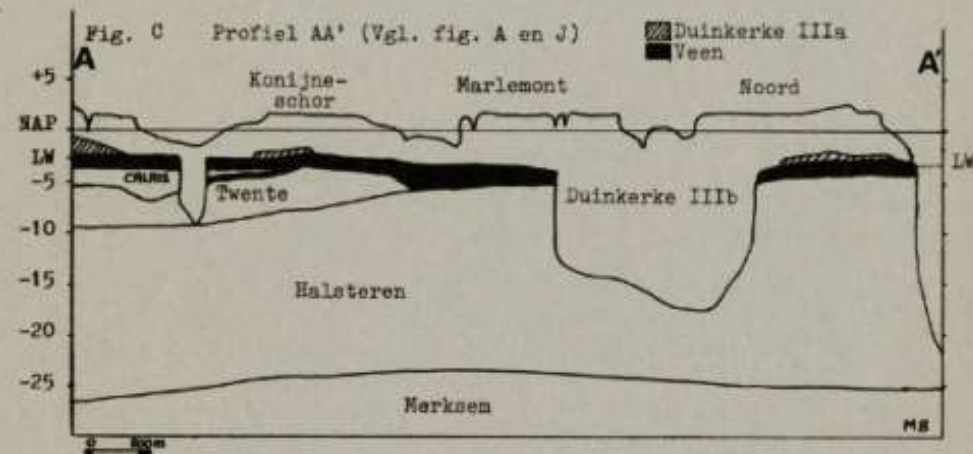 Fig. C Profiel AA' (Vgl. fig. A en J)
Duinkerke IIIa
Veen
A
A'
+5
Konijne-
schor
Marlemont
Noord
NAP
LW
LW
CALAIS
-5
Twente
Duinkerke IIIb
-10
-15
Halsteren
-20
-25
Merksem
MB
0